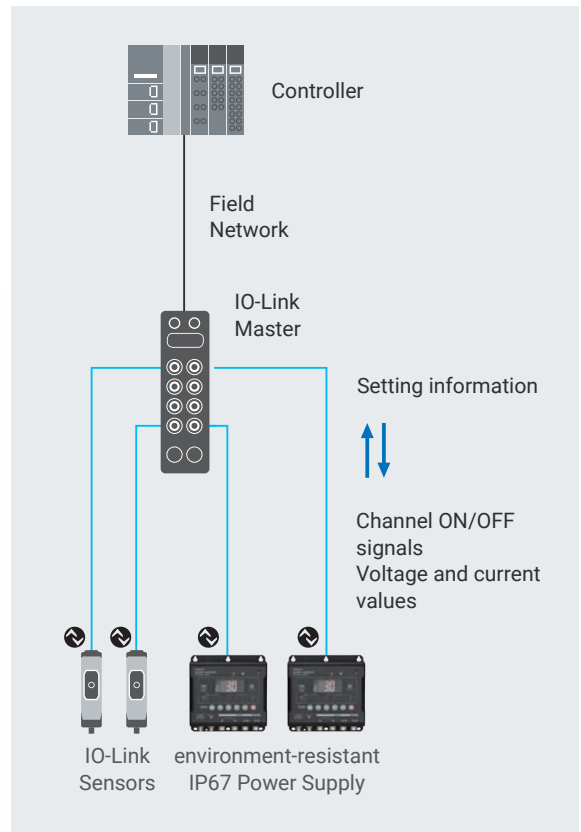 Controller
Field
Network
IO-Link
Master
Setting information
Channel ON/OFF
signals
Voltage and current
values
IO-Link
Sensors
environment-resistant
IP67 Power Supply